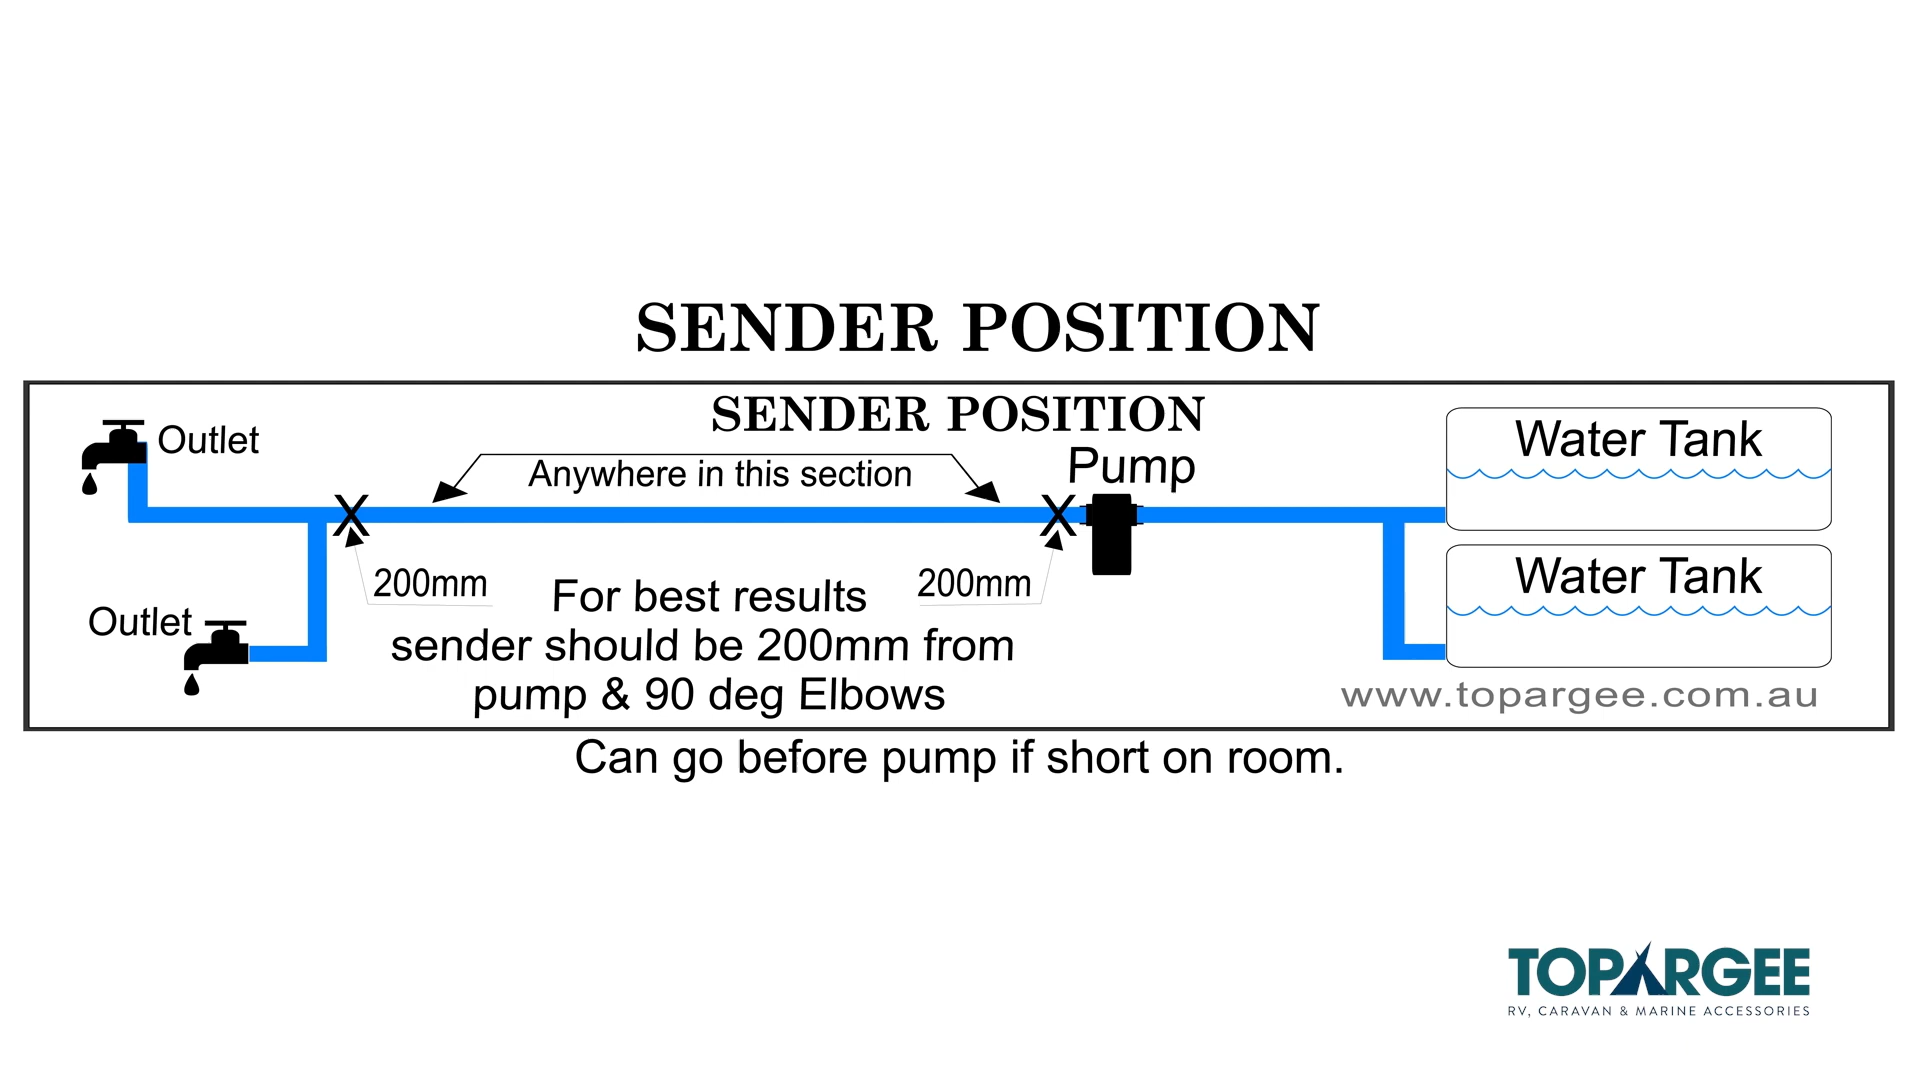 SENDER POSITION
SENDER POSITION
Outlet
Anywhere in this section
Pump
Water Tank
200mm
200mm
Water Tank
Outlet
For best results
sender should be 200mm from
pump & 90 deg Elbows
www.topargee.com.au
Can go before pump if short on room.
TOPARGEE
RV, CARAVAN & MARINE ACCESSORIES